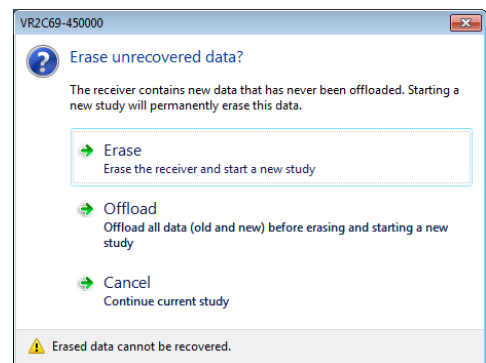 VR2C69-450000
Erase unrecovered data?
The receiver contains new data that has never been offloaded. Starting a
new study will permanently erase this data.
Erase
Erase the receiver and start a new study
Offload
Offload all data (old and new) before erasing and starting a new
study
Cancel
Continue current study
Erased data cannot be recovered.